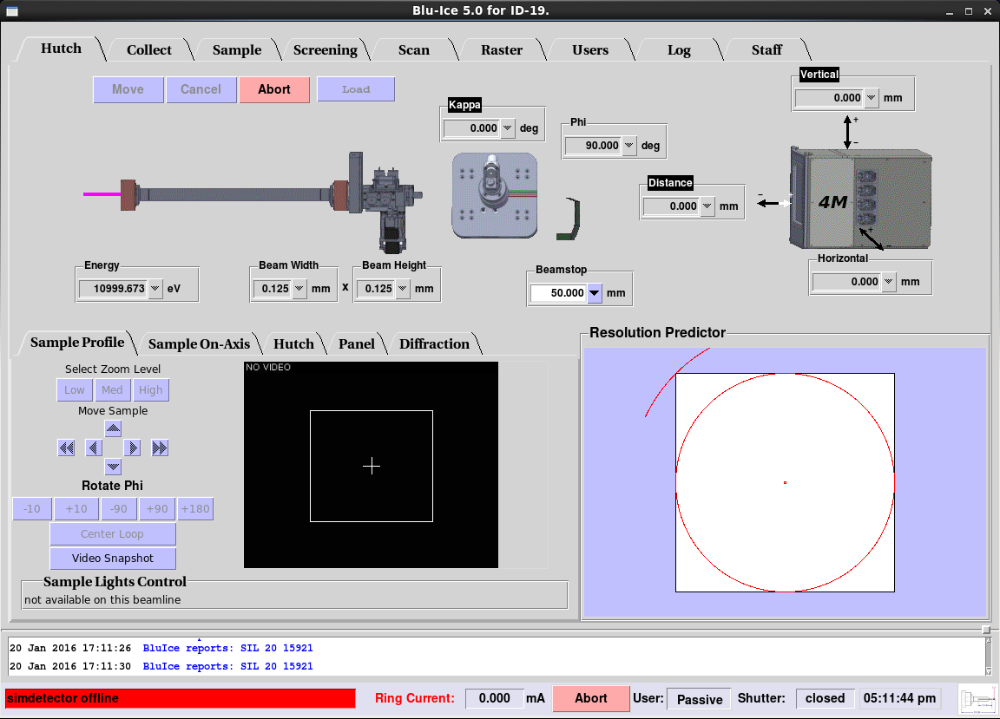 Blu-Ice 5.0 for ID-19.
Hutch Collect Sample Screening Scan Raster Users Log Staff
Move Cancel Abort Load
Vertical
0.000 mm
+
−
Kappa
0.000 deg
Phi
90.000 deg
Distance
0.000 mm
−
4M
+
−
Horizontal
0.000 mm
Energy
10999.673 eV
Beam Width
0.125 mm
x
Beam Height
0.125 mm
Beamstop
50.000 mm
Sample Profile Sample On-Axis Hutch Panel Diffraction
Select Zoom Level
Low Med High
Move Sample
Rotate Phi
-10 +10 -90 +90 +180
Center Loop
Video Snapshot
NO VIDEO
Sample Lights Control
not available on this beamline
Resolution Predictor
20 Jan 2016 17:11:26 BluIce reports: SIL 20 15921
20 Jan 2016 17:11:30 BluIce reports: SIL 20 15921
simdetector offline Ring Current: 0.000 mA Abort User: Passive Shutter: closed 05:11:44 pm